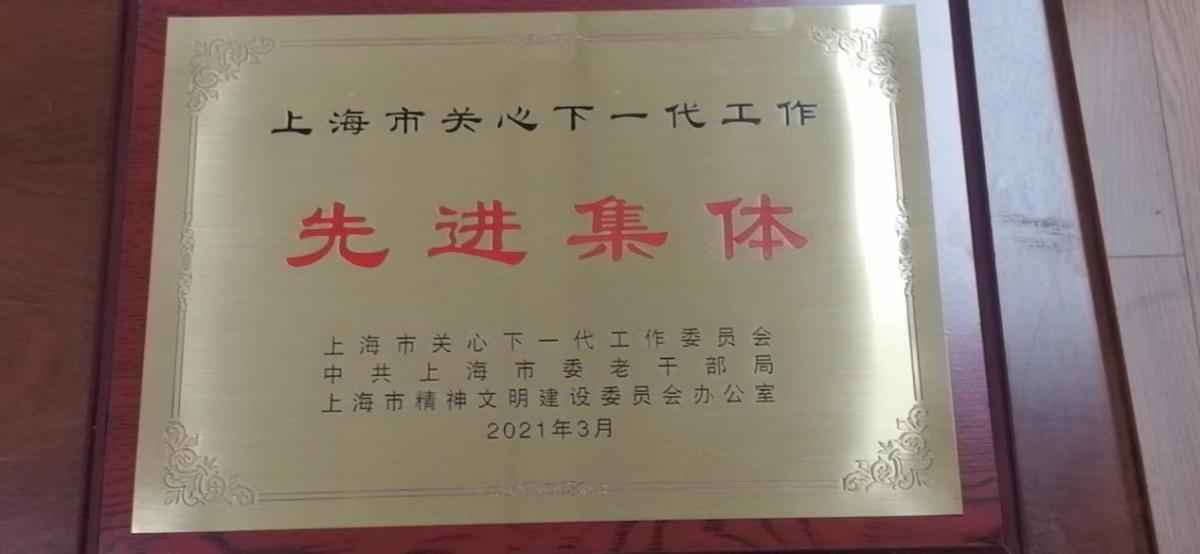 上海市关心下一代工作
先进集体
上海市关心下一代工作委员会
中共上海市委老干部局
上海市精神文明建设委员会办公室
2021年3月